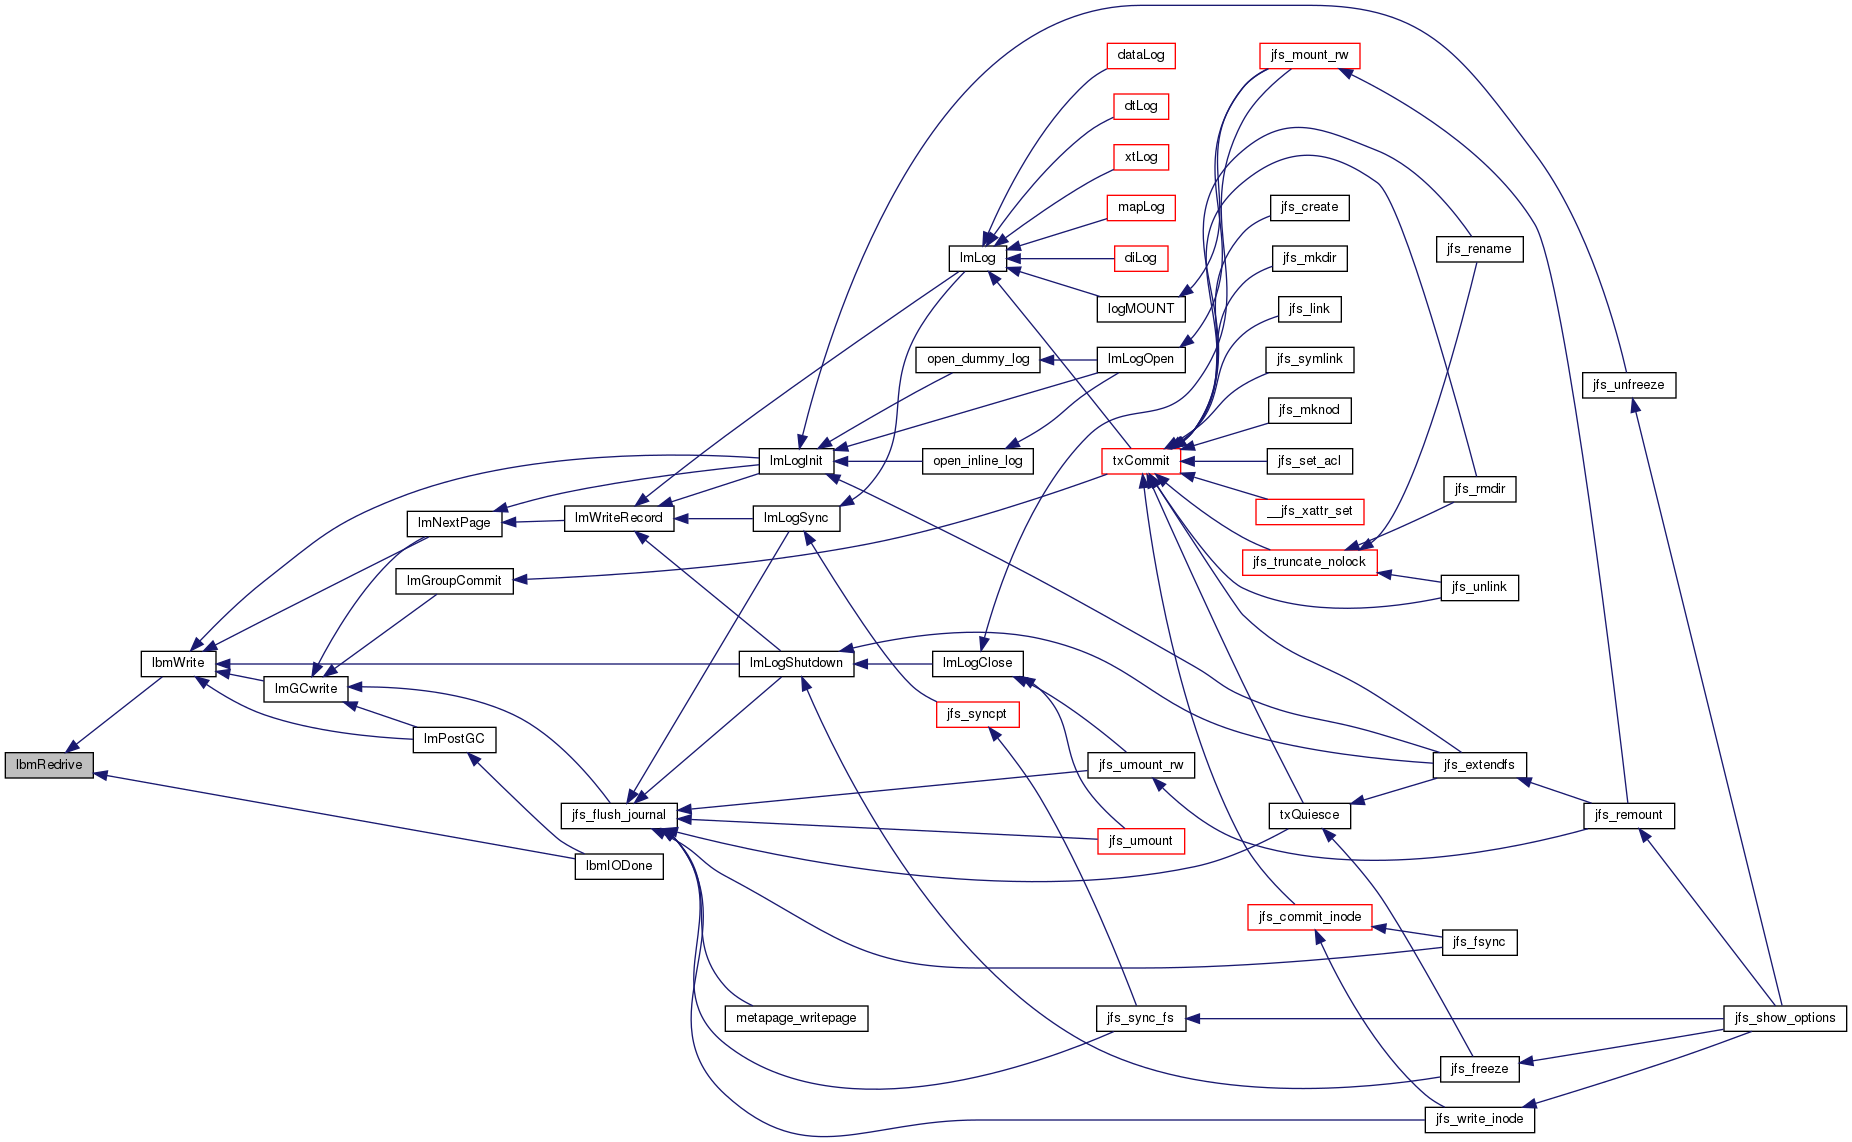 dataLog
jfs_mount_rw
dtLog
xtLog
mapLog
jfs_create
jfs_rename
lmLog
diLog
jfs_mkdir
logMOUNT
jfs_link
open_dummy_log
lmLogOpen
jfs_symlink
jfs_unfreeze
jfs_mknod
lmLogInit
open_inline_log
txCommit
jfs_set_acl
jfs_rmdir
lmNextPage
lmWriteRecord
lmLogSync
__jfs_xattr_set
jfs_truncate_nolock
lmGroupCommit
jfs_unlink
lbmWrite
lmLogShutdown
lmLogClose
lmGCwrite
jfs_syncpt
lmPostGC
lbmRedrive
jfs_umount_rw
jfs_extendfs
jfs_flush_journal
txQuiesce
jfs_remount
jfs_umount
lbmIODone
jfs_commit_inode
jfs_fsync
metapage_writepage
jfs_sync_fs
jfs_show_options
jfs_freeze
jfs_write_inode